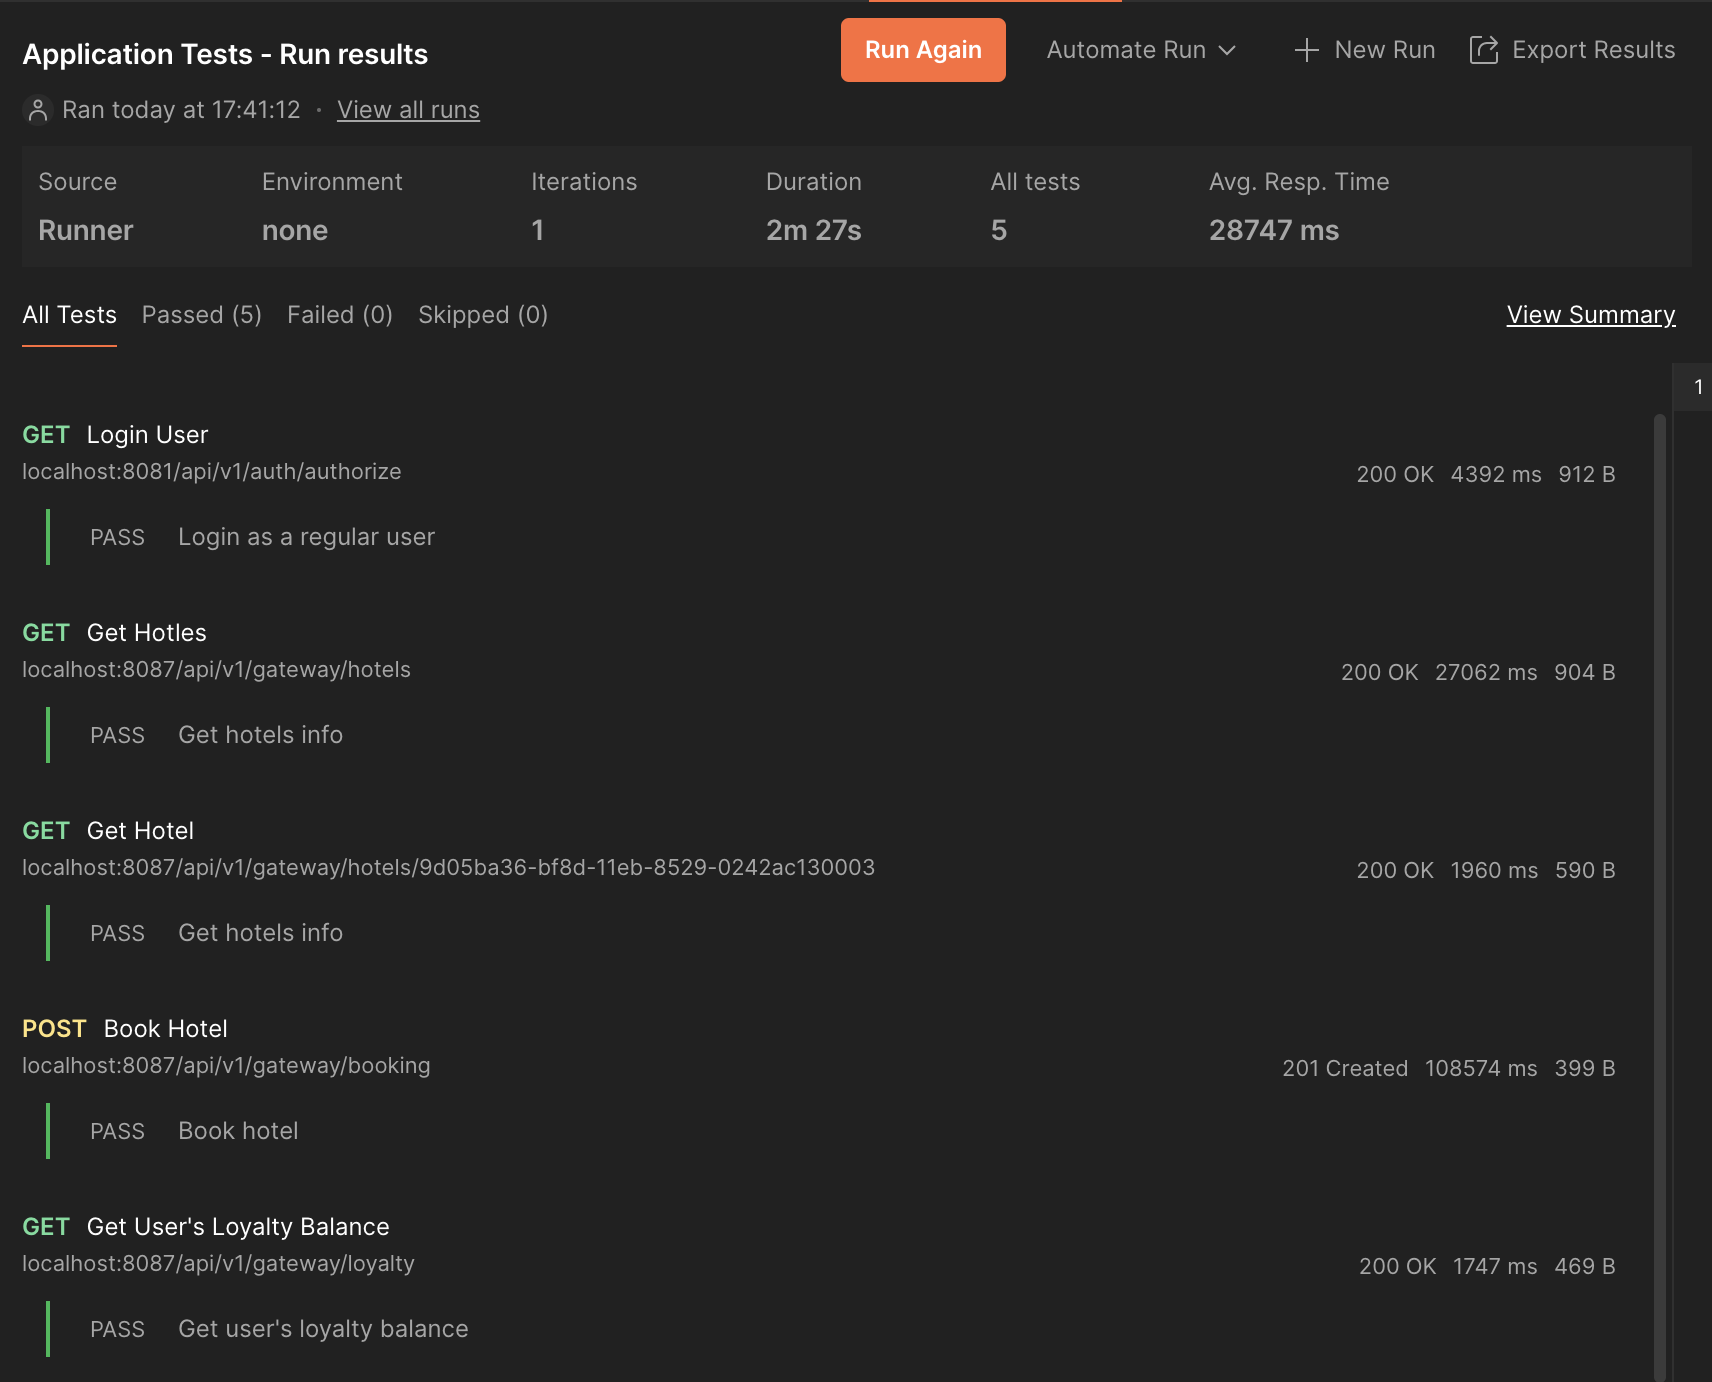 Application Tests - Run results
Run Again
Automate Run
New Run
Export Results
Ran today at 17:41:12 · View all runs
Source Environment Iterations Duration All tests Avg. Resp. Time
Runner none 1 2m 27s 5 28747 ms
All Tests Passed (5) Failed (0) Skipped (0) View Summary
1
GET Login User
localhost:8081/api/v1/auth/authorize 200 OK 4392 ms 912 B
PASS Login as a regular user
GET Get Hotles
localhost:8087/api/v1/gateway/hotels 200 OK 27062 ms 904 B
PASS Get hotels info
GET Get Hotel
localhost:8087/api/v1/gateway/hotels/9d05ba36-bf8d-11eb-8529-0242ac130003 200 OK 1960 ms 590 B
PASS Get hotels info
POST Book Hotel
localhost:8087/api/v1/gateway/booking 201 Created 108574 ms 399 B
PASS Book hotel
GET Get User's Loyalty Balance
localhost:8087/api/v1/gateway/loyalty 200 OK 1747 ms 469 B
PASS Get user's loyalty balance